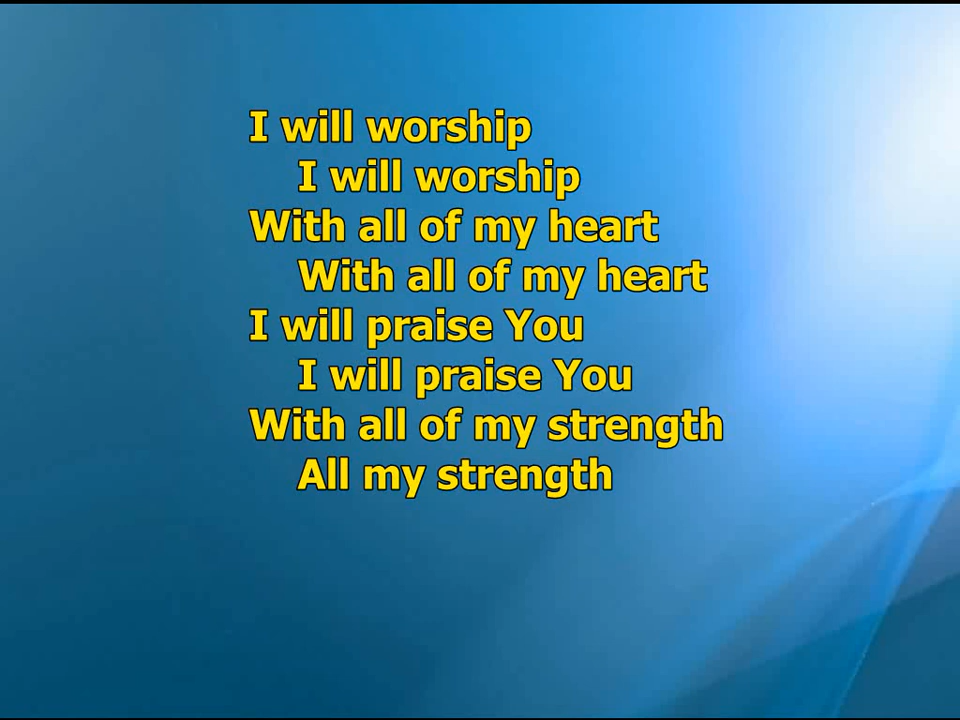 I will worship
I will worship
With all of my heart
With all of my heart
I will praise You
I will praise You
With all of my strength
All my strength